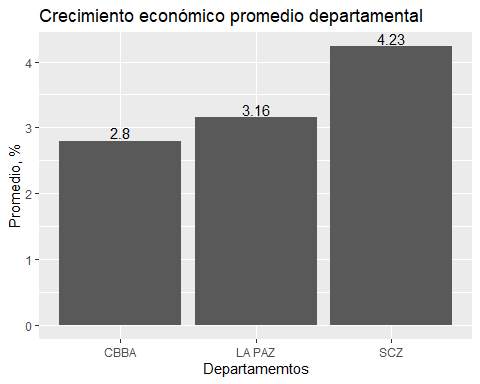 Crecimiento económico promedio departamental
Promedio, %
4
3
2
1
0
2.8
3.16
4.23
CBBA
LA PAZ
SCZ
Departamemtos